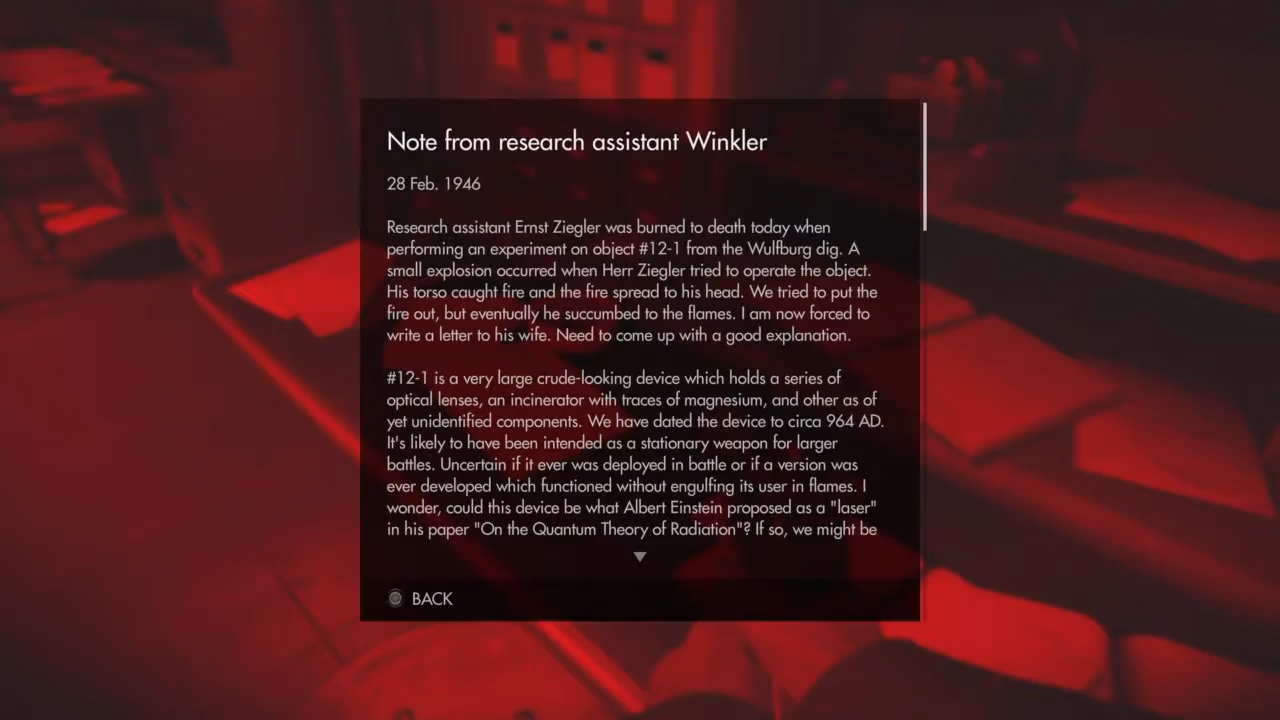 Note from research assistant Winkler
28 Feb. 1946
Research assistant Ernst Ziegler was burned to death today when
performing an experiment on object #12-1 from the Wulfburg dig. A
small explosion occurred when Herr Ziegler tried to operate the object.
His torso caught fire and the fire spread to his head. We tried to put the
fire out, but eventually he succumbed to the flames. I am now forced to
write a letter to his wife. Need to come up with a good explanation.
#12-1 is a very large crude-looking device which holds a series of
optical lenses, an incinerator with traces of magnesium, and other as of
yet unidentified components. We have dated the device to circa 964 AD.
It's likely to have been intended as a stationary weapon for larger
battles. Uncertain if it ever was deployed in battle or if a version was
ever developed which functioned without engulfing its user in flames. I
wonder, could this device be what Albert Einstein proposed as a "laser"
in his paper "On the Quantum Theory of Radiation"? If so, we might be
BACK